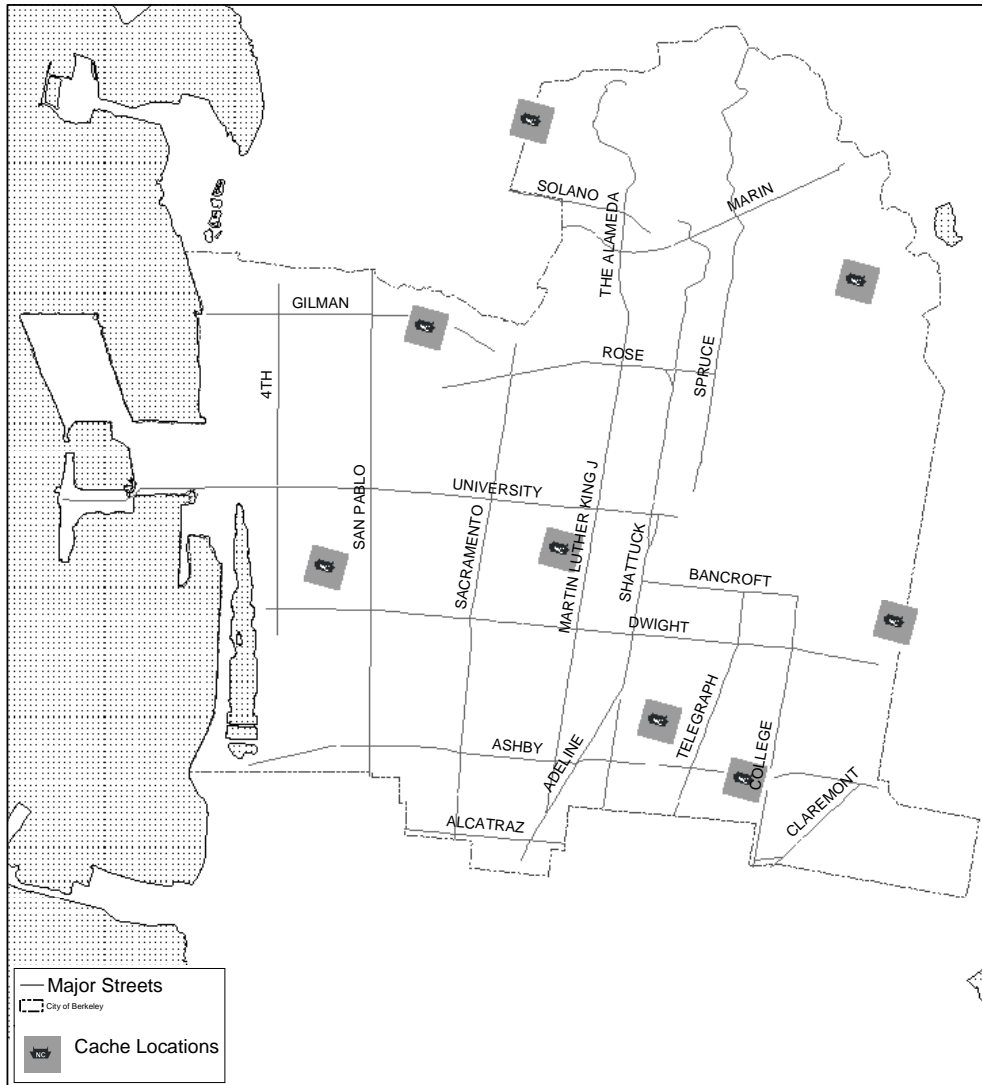 SOLANO
MARIN
THE ALAMEDA
GILMAN
ROSE
4TH
SPRUCE
SAN PABLO
UNIVERSITY
SACRAMENTO
MARTIN LUTHER KING J
SHATTUCK
BANCROFT
DWIGHT
TELEGRAPH
COLLEGE
ASHBY
ADELINE
CLAREMONT
ALCATRAZ
Major Streets
City of Berkeley
NC
Cache Locations